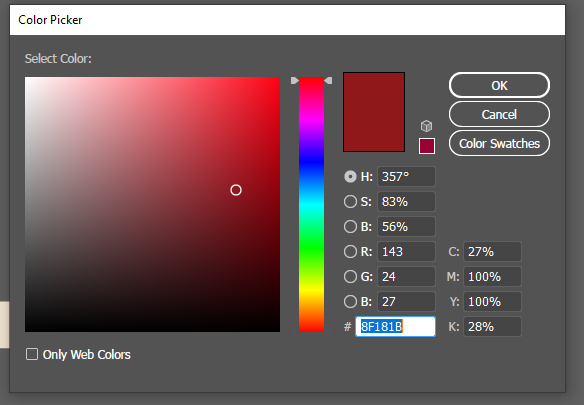 Color Picker
Select Color:
OK
Cancel
Color Swatches
H: 357°
S: 83%
B: 56%
R: 143 C: 27%
G: 24 M: 100%
B: 27 Y: 100%
# 8F181B K: 28%
Only Web Colors